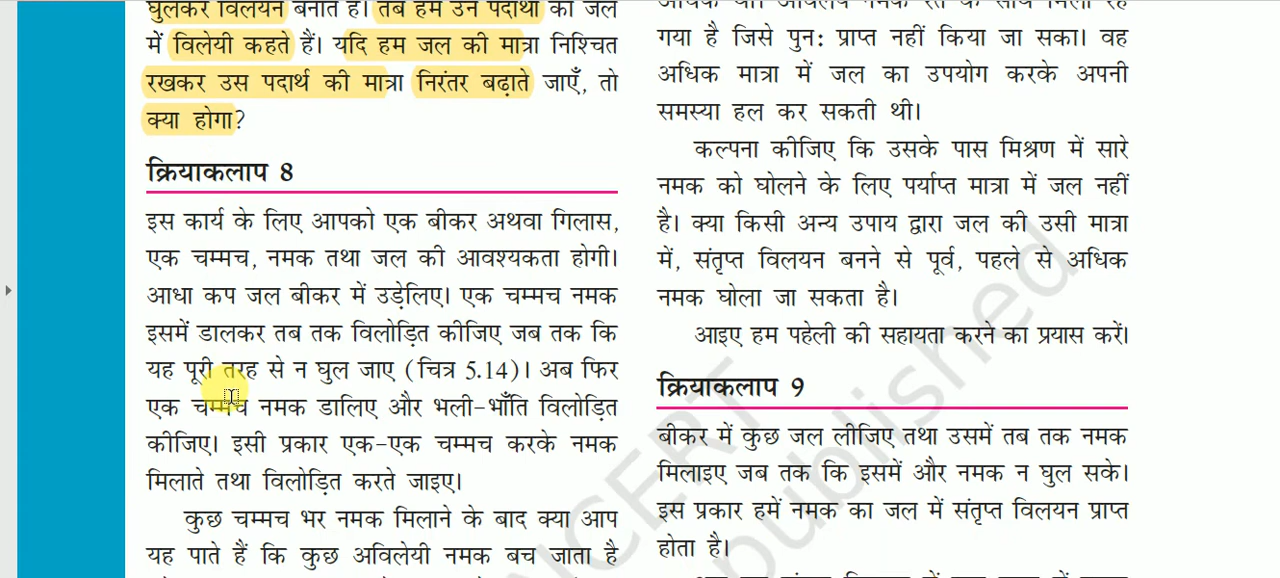 घुलकर विलयन बनाते हैं। तब हम उन पदार्थों को जल
में विलेयी कहते हैं। यदि हम जल की मात्रा निश्चित
रखकर उस पदार्थ की मात्रा निरंतर बढ़ाते जाएँ, तो
क्या होगा?
क्रियाकलाप 8
इस कार्य के लिए आपको एक बीकर अथवा गिलास,
एक चम्मच, नमक तथा जल की आवश्यकता होगी।
आधा कप जल बीकर में उड़ेलिए। एक चम्मच नमक
इसमें डालकर तब तक विलोड़ित कीजिए जब तक कि
यह पूरी तरह से न घुल जाए (चित्र 5.14)। अब फिर
एक चम्मच नमक डालिए और भली-भाँति विलोड़ित
कीजिए। इसी प्रकार एक-एक चम्मच करके नमक
मिलाते तथा विलोड़ित करते जाइए।
कुछ चम्मच भर नमक मिलाने के बाद क्या आप
यह पाते हैं कि कुछ अविलेयी नमक बच जाता है
गया है जिसे पुन: प्राप्त नहीं किया जा सका। वह
अधिक मात्रा में जल का उपयोग करके अपनी
समस्या हल कर सकती थी।
कल्पना कीजिए कि उसके पास मिश्रण में सारे
नमक को घोलने के लिए पर्याप्त मात्रा में जल नहीं
है। क्या किसी अन्य उपाय द्वारा जल की उसी मात्रा
में, संतृप्त विलयन बनने से पूर्व, पहले से अधिक
नमक घोला जा सकता है।
आइए हम पहेली की सहायता करने का प्रयास करें।
क्रियाकलाप 9
बीकर में कुछ जल लीजिए तथा उसमें तब तक नमक
मिलाइए जब तक कि इसमें और नमक न घुल सके।
इस प्रकार हमें नमक का जल में संतृप्त विलयन प्राप्त
होता है।
NCERT
published